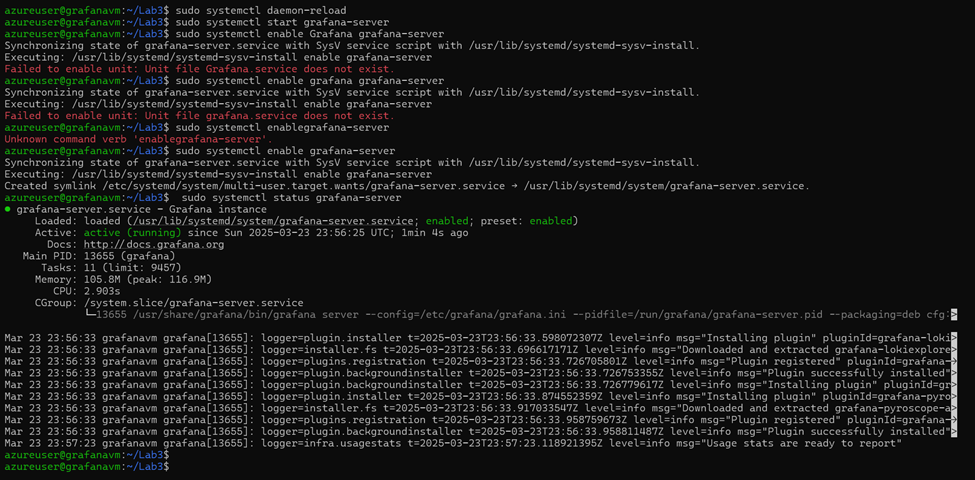 azureuser@grafanavm:~/Lab3$ sudo systemctl daemon-reload
azureuser@grafanavm:~/Lab3$ sudo systemctl start grafana-server
azureuser@grafanavm:~/Lab3$ sudo systemctl enable Grafana grafana-server
Synchronizing state of grafana-server.service with SysV service script with /usr/lib/systemd/systemd-sysv-install.
Executing: /usr/lib/systemd/systemd-sysv-install enable grafana-server
Failed to enable unit: Unit file Grafana.service does not exist.
azureuser@grafanavm:~/Lab3$ sudo systemctl enable grafana grafana-server
Synchronizing state of grafana-server.service with SysV service script with /usr/lib/systemd/systemd-sysv-install.
Executing: /usr/lib/systemd/systemd-sysv-install enable grafana-server
Failed to enable unit: Unit file grafana.service does not exist.
azureuser@grafanavm:~/Lab3$ sudo systemctl enablegrafana-server
Unknown command verb 'enablegrafana-server'.
azureuser@grafanavm:~/Lab3$ sudo systemctl enable grafana-server
Synchronizing state of grafana-server.service with SysV service script with /usr/lib/systemd/systemd-sysv-install.
Executing: /usr/lib/systemd/systemd-sysv-install enable grafana-server
Created symlink /etc/systemd/system/multi-user.target.wants/grafana-server.service → /usr/lib/systemd/system/grafana-server.service.
azureuser@grafanavm:~/Lab3$  sudo systemctl status grafana-server
● grafana-server.service - Grafana instance
     Loaded: loaded (/usr/lib/systemd/system/grafana-server.service; enabled; preset: enabled)
     Active: active (running) since Sun 2025-03-23 23:56:25 UTC; 1min 4s ago
       Docs: http://docs.grafana.org
   Main PID: 13655 (grafana)
      Tasks: 11 (limit: 9457)
     Memory: 105.8M (peak: 116.9M)
        CPU: 2.903s
     CGroup: /system.slice/grafana-server.service
             └─13655 /usr/share/grafana/bin/grafana server --config=/etc/grafana/grafana.ini --pidfile=/run/grafana/grafana-server.pid --packaging=deb cfg:>
Mar 23 23:56:33 grafanavm grafana[13655]: logger=plugin.installer t=2025-03-23T23:56:33.598072307Z level=info msg="Installing plugin" pluginId=grafana-loki>
Mar 23 23:56:33 grafanavm grafana[13655]: logger=installer.fs t=2025-03-23T23:56:33.696617171Z level=info msg="Downloaded and extracted grafana-lokiexplore>
Mar 23 23:56:33 grafanavm grafana[13655]: logger=plugins.registration t=2025-03-23T23:56:33.726705801Z level=info msg="Plugin registered" pluginId=grafana->
Mar 23 23:56:33 grafanavm grafana[13655]: logger=plugin.backgroundinstaller t=2025-03-23T23:56:33.726753355Z level=info msg="Plugin successfully installed">
Mar 23 23:56:33 grafanavm grafana[13655]: logger=plugin.backgroundinstaller t=2025-03-23T23:56:33.726779617Z level=info msg="Installing plugin" pluginId=gr>
Mar 23 23:56:33 grafanavm grafana[13655]: logger=plugin.installer t=2025-03-23T23:56:33.874552359Z level=info msg="Installing plugin" pluginId=grafana-pyro>
Mar 23 23:56:33 grafanavm grafana[13655]: logger=installer.fs t=2025-03-23T23:56:33.917033547Z level=info msg="Downloaded and extracted grafana-pyroscope-a>
Mar 23 23:56:33 grafanavm grafana[13655]: logger=plugins.registration t=2025-03-23T23:56:33.958759673Z level=info msg="Plugin registered" pluginId=grafana->
Mar 23 23:56:33 grafanavm grafana[13655]: logger=plugin.backgroundinstaller t=2025-03-23T23:56:33.958811487Z level=info msg="Plugin successfully installed">
Mar 23 23:57:23 grafanavm grafana[13655]: logger=infra.usagestats t=2025-03-23T23:57:23.118921395Z level=info msg="Usage stats are ready to report"
azureuser@grafanavm:~/Lab3$
azureuser@grafanavm:~/Lab3$